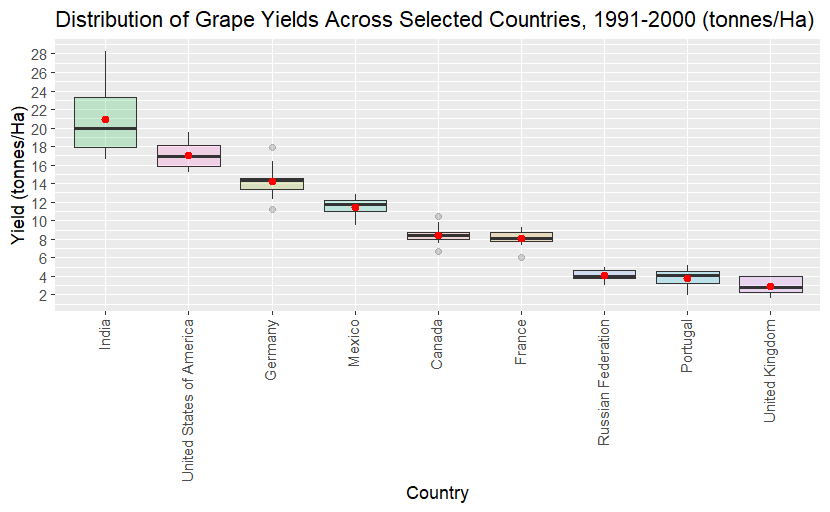 Distribution of Grape Yields Across Selected Countries, 1991-2000 (tonnes/Ha)
Yield (tonnes/Ha)
28
26
24
22
20
18
16
14
12
10
8
6
4
2
India
United States of America
Germany
Mexico
Canada
France
Russian Federation
Portugal
United Kingdom
Country